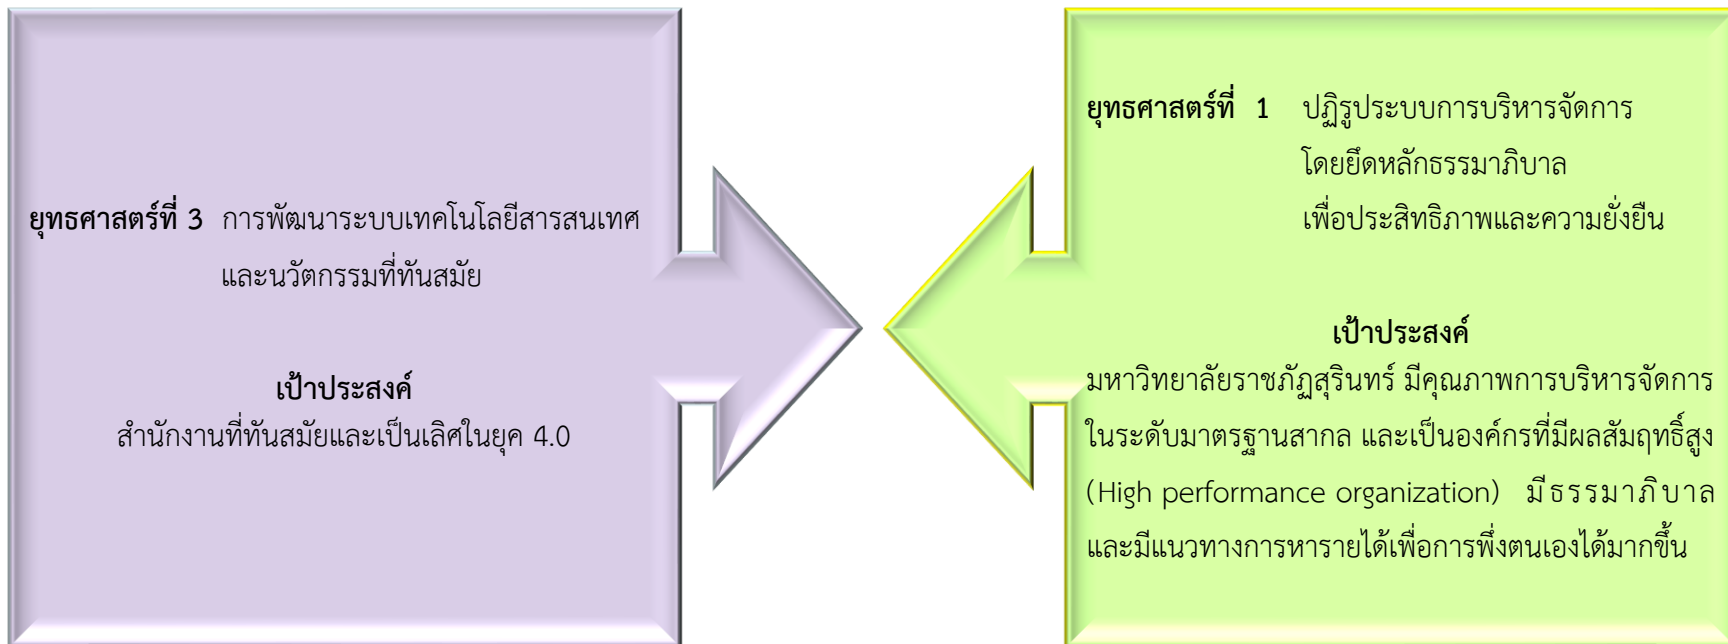 ยุทธศาสตร์ที่ 3 การพัฒนาระบบเทคโนโลยีสารสนเทศ
และนวัตกรรมที่ทันสมัย
เป้าประสงค์
สำนักงานที่ทันสมัยและเป็นเลิศในยุค 4.0
ยุทธศาสตร์ที่ 1 ปฏิรูประบบการบริหารจัดการ
โดยยึดหลักธรรมาภิบาล
เพื่อประสิทธิภาพและความยั่งยืน
เป้าประสงค์
มหาวิทยาลัยราชภัฏสุรินทร์ มีคุณภาพการบริหารจัดการ
ในระดับมาตรฐานสากล และเป็นองค์กรที่มีผลสัมฤทธิ์สูง
(High performance organization) มีธรรมาภิบาล
และมีแนวทางการหารายได้เพื่อการพึ่งตนเองได้มากขึ้น